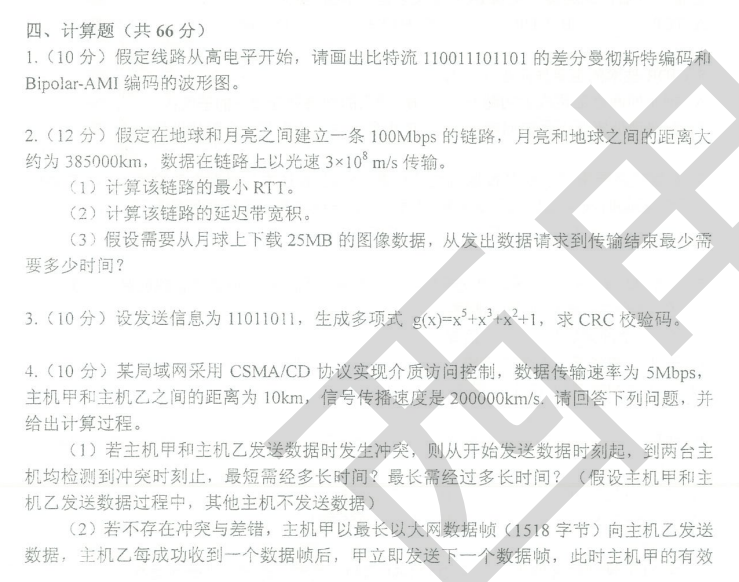 四、计算题（共 66 分）
1.（10 分）假定线路从高电平开始，请画出比特流 110011101101 的差分曼彻斯特编码和
Bipolar-AMI 编码的波形图。
2.（12 分）假定在地球和月亮之间建立一条 100Mbps 的链路，月亮和地球之间的距离大
约为 385000km，数据在链路上以光速 3×10⁸ m/s 传输。
（1）计算该链路的最小 RTT。
（2）计算该链路的延迟带宽积。
（3）假设需要从月球上下载 25MB 的图像数据，从发出数据请求到传输结束最少需
要多少时间？
3.（10 分）设发送信息为 11011011，生成多项式 g(x)=x⁵+x³+x²+1，求 CRC 校验码。
4.（10 分）某局域网采用 CSMA/CD 协议实现介质访问控制，数据传输速率为 5Mbps，
主机甲和主机乙之间的距离为 10km，信号传播速度是 200000km/s. 请回答下列问题，并
给出计算过程。
（1）若主机甲和主机乙发送数据时发生冲突，则从开始发送数据时刻起，到两台主
机均检测到冲突时刻止，最短需经多长时间？最长需经过多长时间？（假设主机甲和主
机乙发送数据过程中，其他主机不发送数据）
（2）若不存在冲突与差错，主机甲以最长以太网数据帧（1518 字节）向主机乙发送
数据，主机乙每成功收到一个数据帧后，甲立即发送下一个数据帧，此时主机甲的有效
西电